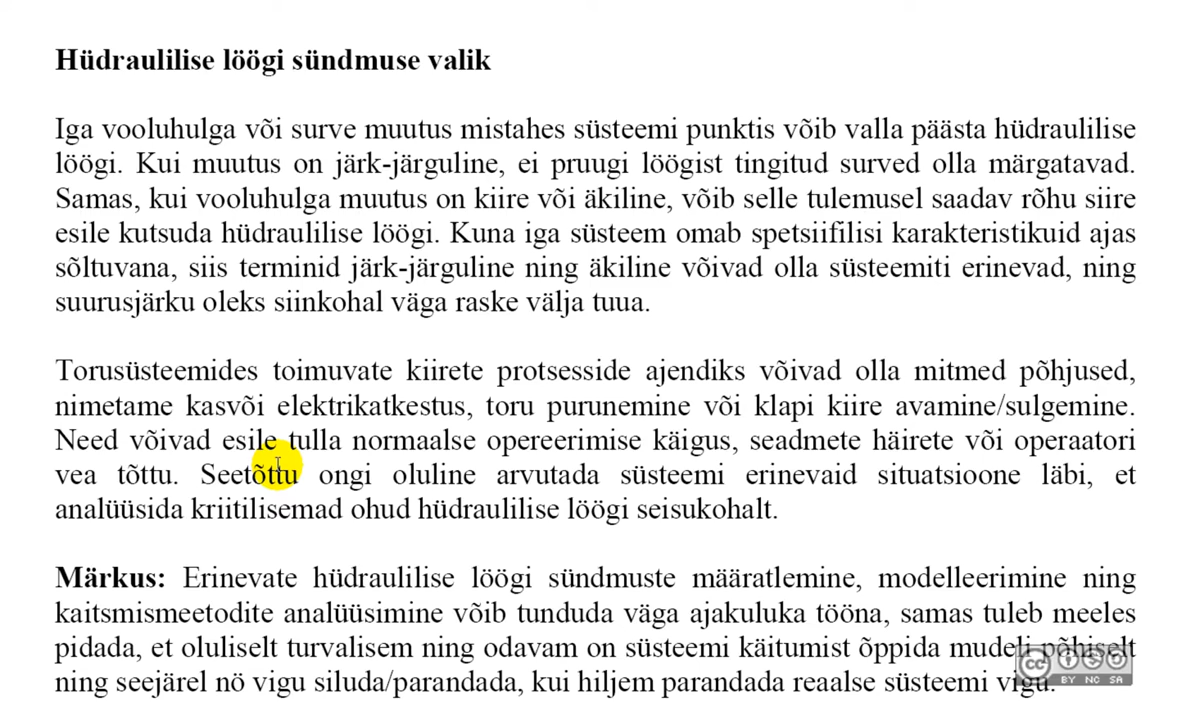 Hüdraulilise löögi sündmuse valik
Iga vooluhulga või surve muutus mistahes süsteemi punktis võib valla päästa hüdraulilise
löögi. Kui muutus on järk-järguline, ei pruugi löögist tingitud surved olla märgatavad.
Samas, kui vooluhulga muutus on kiire või äkiline, võib selle tulemusel saadav rõhu siire
esile kutsuda hüdraulilise löögi. Kuna iga süsteem omab spetsiifilisi karakteristikuid ajas
sõltuvana, siis terminid järk-järguline ning äkiline võivad olla süsteemiti erinevad, ning
suurusjärku oleks siinkohal väga raske välja tuua.
Torusüsteemides toimuvate kiirete protsesside ajendiks võivad olla mitmed põhjused,
nimetame kasvõi elektrikatkestus, toru purunemine või klapi kiire avamine/sulgemine.
Need võivad esile tulla normaalse opereerimise käigus, seadmete häirete või operaatori
vea tõttu. Seetõttu ongi oluline arvutada süsteemi erinevaid situatsioone läbi, et
analüüsida kriitilisemad ohud hüdraulilise löögi seisukohalt.
Märkus: Erinevate hüdraulilise löögi sündmuste määratlemine, modelleerimine ning
kaitsmismeetodite analüüsimine võib tunduda väga ajakuluka tööna, samas tuleb meeles
pidada, et oluliselt turvalisem ning odavam on süsteemi käitumist õppida mudeli põhiselt
ning seejärel nö vigu siluda/parandada, kui hiljem parandada reaalse süsteemi vigu.
cc BY NC SA